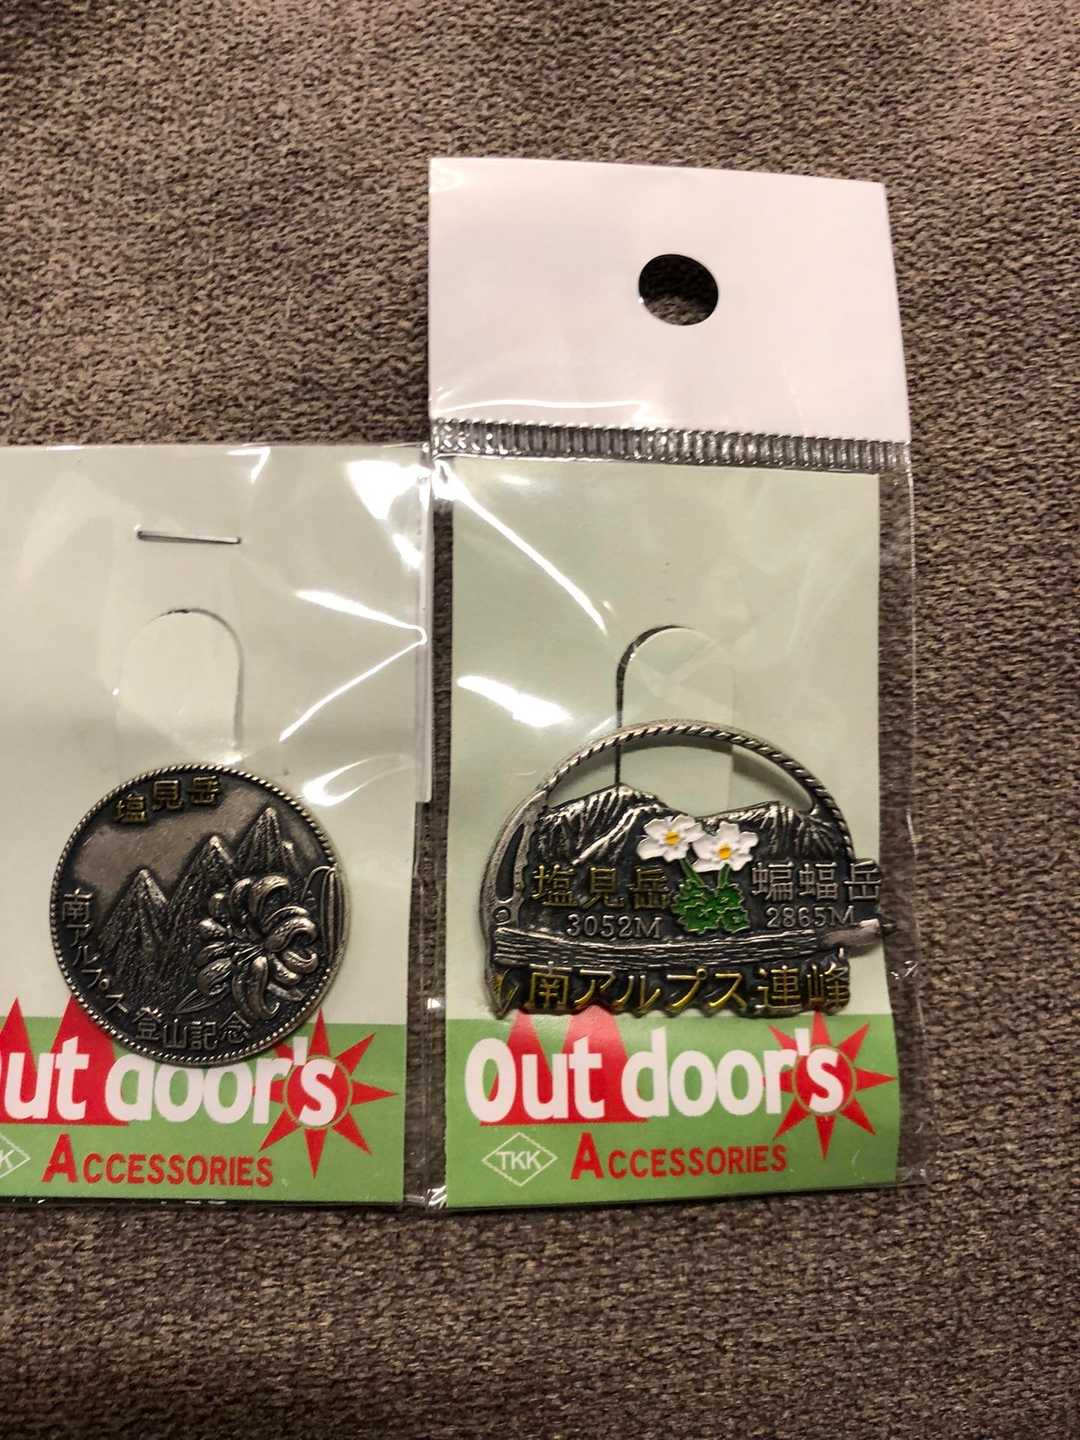 塩見岳
南アルプス登山記念
ut door's
K
ACCESSORIES
塩見岳
3052M
蝙蝠岳
2865M
南アルプス連峰
Out door's
TKK
ACCESSORIES